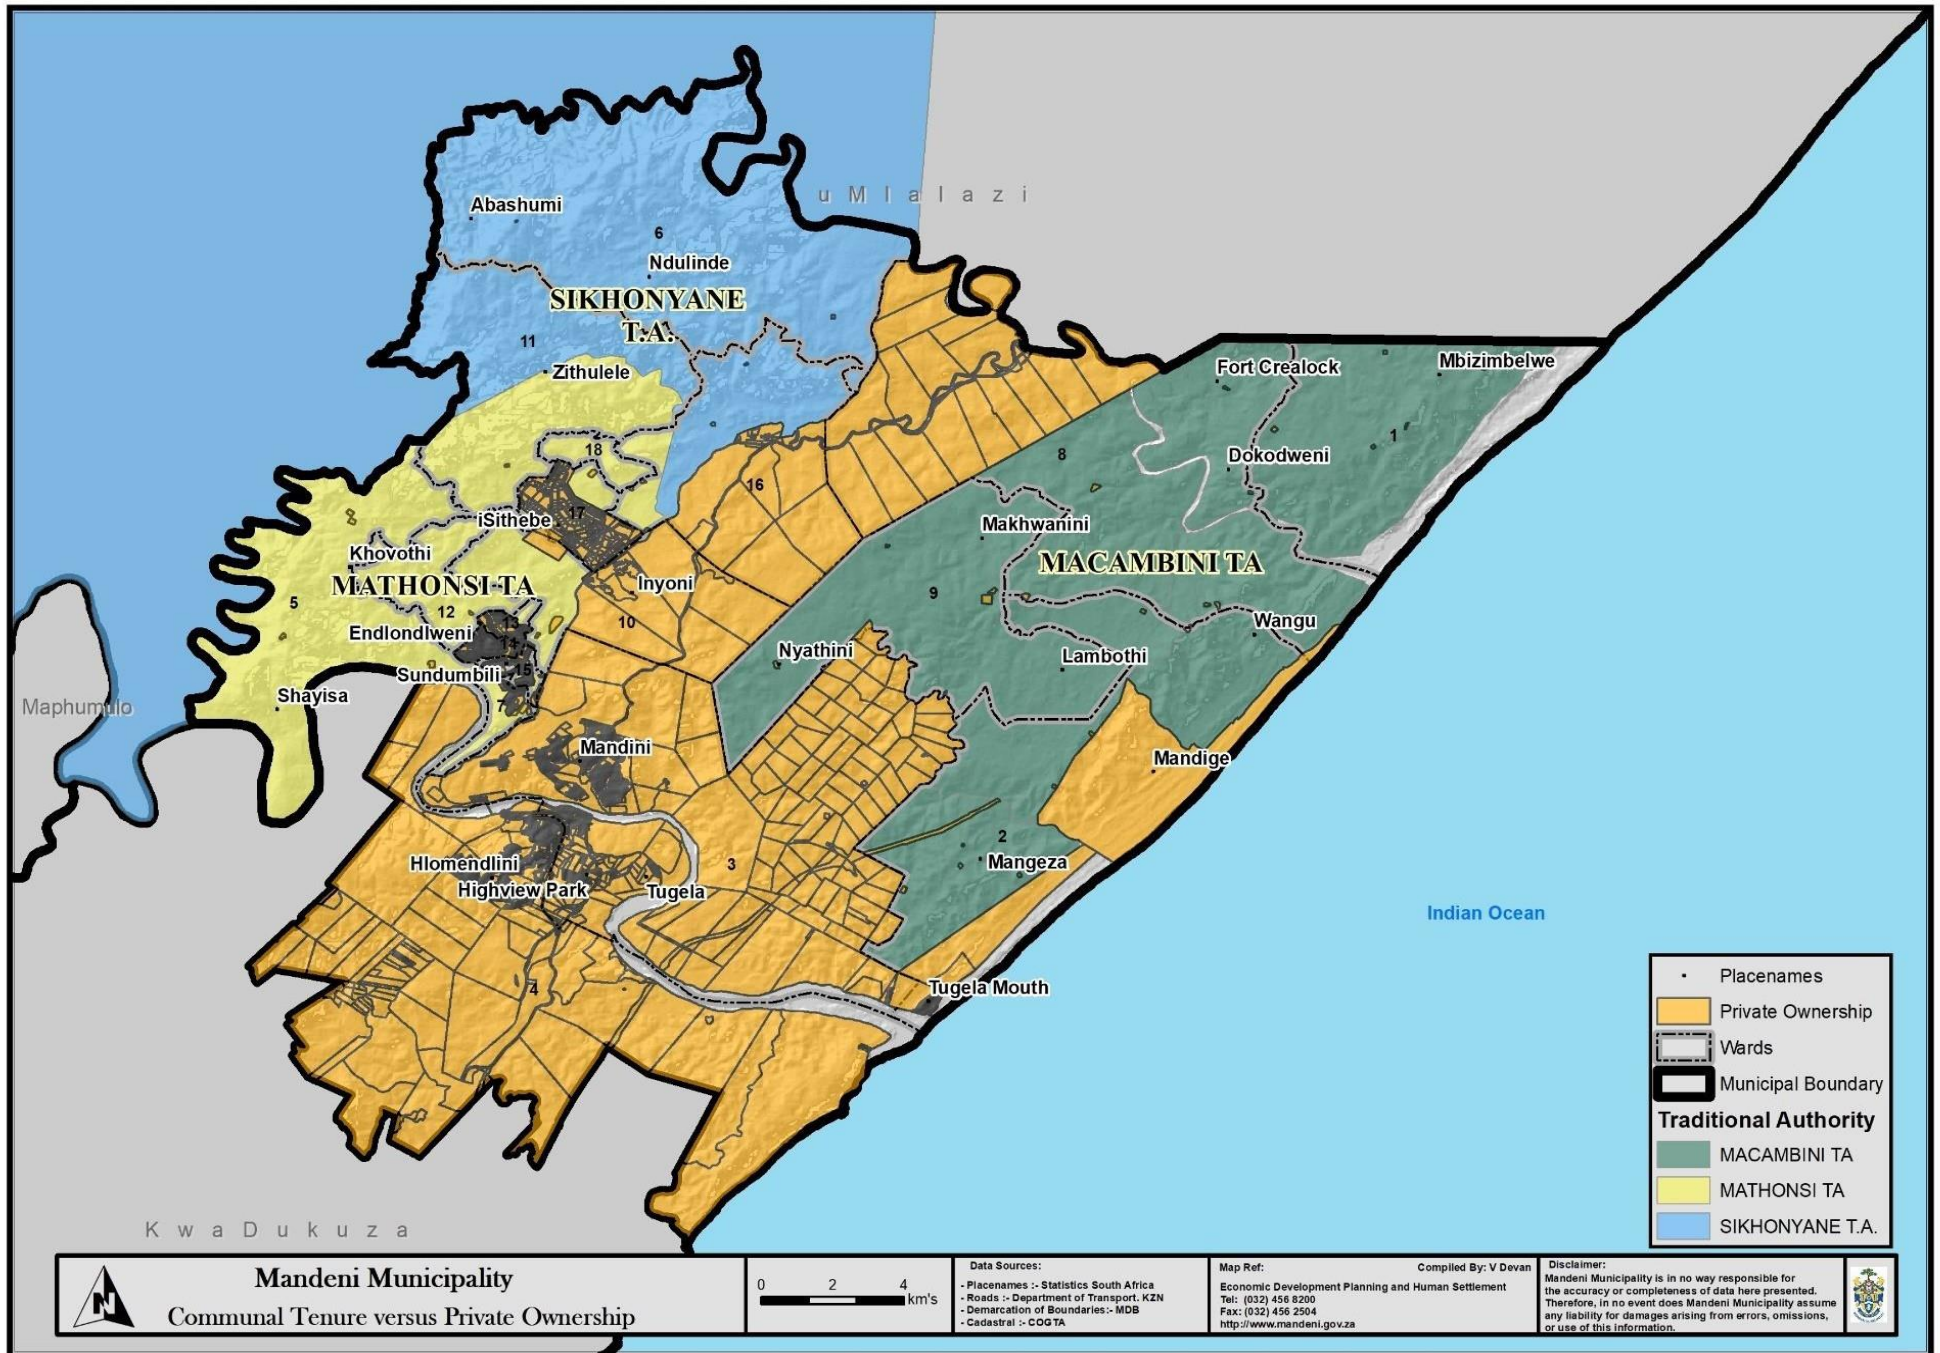 uMlalazi
Abashumi
6
Ndulinde
SIKHONYANE
T.A.
11
Zithulele
Fort Crealock
Mbizimbelwe
1
18
8
Dokodweni
16
iSithebe
17
Makhwanini
Khovothi
MACAMBINI TA
MATHONSI TA
Inyoni
5
12
9
10
13
Wangu
Endlondlweni
14
Nyathini
Lambothi
Sundumbili
15
Shayisa
7
Maphumulo
Mandini
Mandige
2
Hlomendlini
3
Mangeza
Highview Park
Tugela
Indian Ocean
4
Tugela Mouth
Placenames
Private Ownership
Wards
Municipal Boundary
Traditional Authority
MACAMBINI TA
MATHONSI TA
SIKHONYANE T.A.
KwaDukuza
N
Mandeni Municipality
Communal Tenure versus Private Ownership
0 2 4
km's
Data Sources:
- Placenames :- Statistics South Africa
- Roads :- Department of Transport. KZN
- Demarcation of Boundaries:- MDB
- Cadastral :- COGTA
Map Ref: Compiled By: V Devan
Economic Development Planning and Human Settlement
Tel: (032) 456 8200
Fax: (032) 456 2504
http://www.mandeni.gov.za
Disclaimer:
Mandeni Municipality is in no way responsible for
the accuracy or completeness of data here presented.
Therefore, in no event does Mandeni Municipality assume
any liability for damages arising from errors, omissions,
or use of this information.